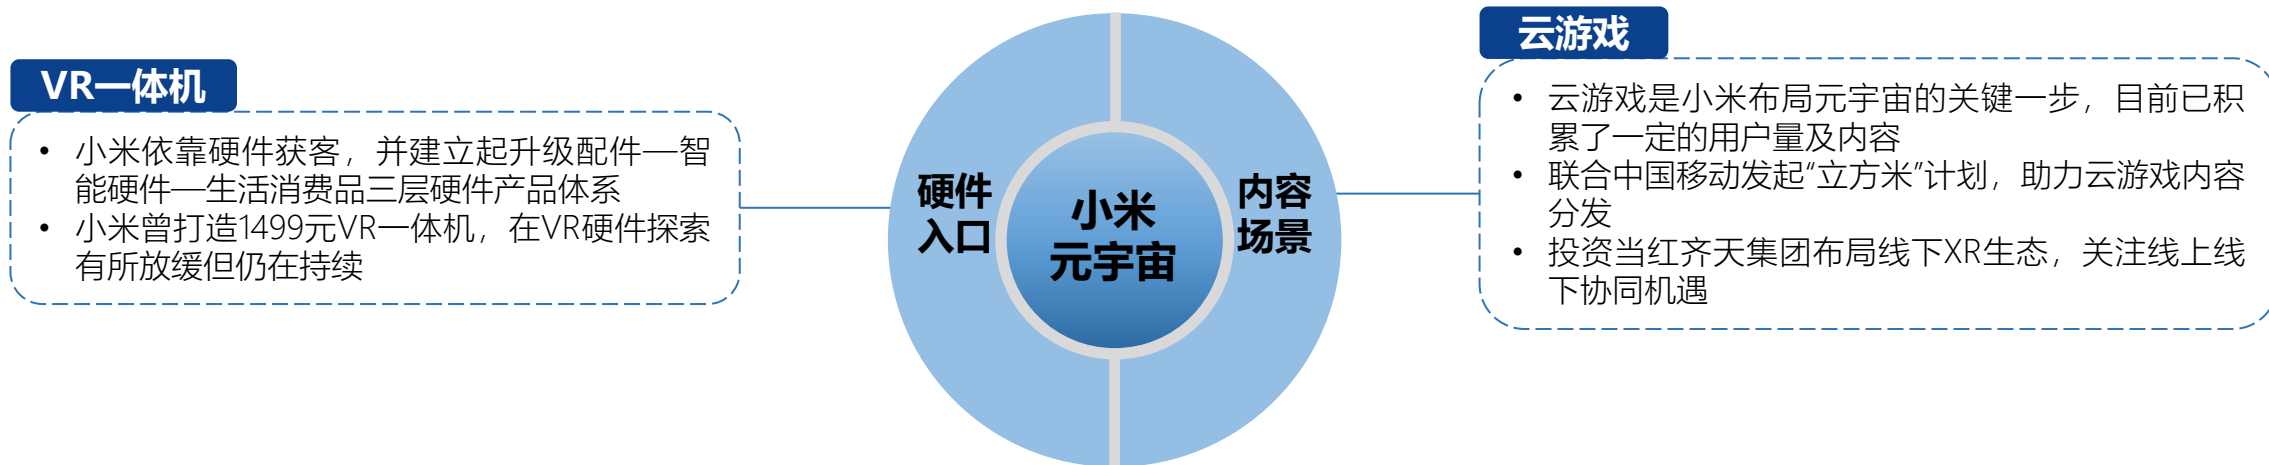 VR一体机
• 小米依靠硬件获客，并建立起升级配件—智
能硬件—生活消费品三层硬件产品体系
• 小米曾打造1499元VR一体机，在VR硬件探索
有所放缓但仍在持续
硬件
入口
小米
元宇宙
内容
场景
云游戏
• 云游戏是小米布局元宇宙的关键一步，目前已积
累了一定的用户量及内容
• 联合中国移动发起“立方米”计划，助力云游戏内容
分发
• 投资当红齐天集团布局线下XR生态，关注线上线
下协同机遇